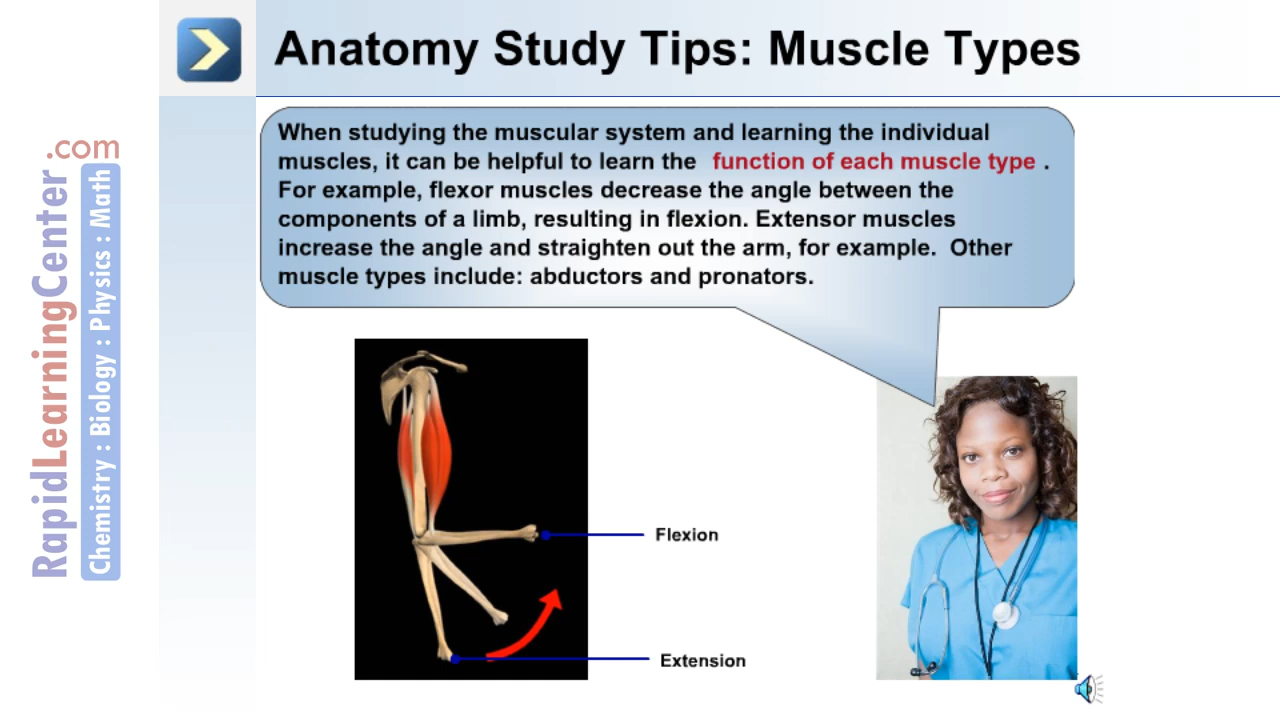 Anatomy Study Tips: Muscle Types
When studying the muscular system and learning the individual
muscles, it can be helpful to learn the function of each muscle type .
For example, flexor muscles decrease the angle between the
components of a limb, resulting in flexion. Extensor muscles
increase the angle and straighten out the arm, for example. Other
muscle types include: abductors and pronators.
Flexion
Extension
RapidLearningCenter.com
Chemistry : Biology : Physics : Math